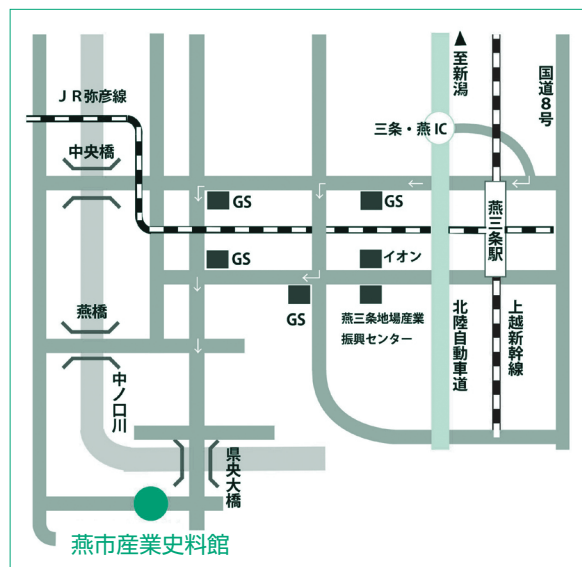 ▲至新潟
国道8号
JR弥彦線
三条・燕IC
中央橋
GS
GS
燕三条駅
GS
イオン
GS
燕三条地場産業
振興センター
北陸自動車道
上越新幹線
燕橋
中ノ口川
県央大橋
燕市産業史料館